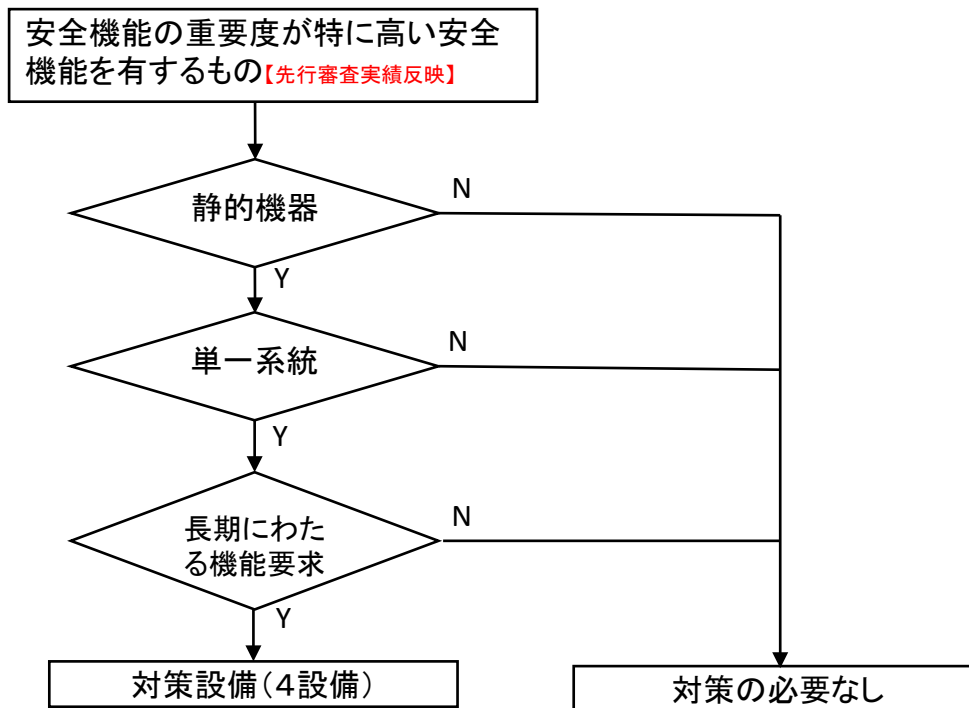 安全機能の重要度が特に高い安全
機能を有するもの【先行審査実績反映】
静的機器
N
Y
単一系統
N
Y
長期にわた
る機能要求
N
Y
対策設備(4設備)
対策の必要なし